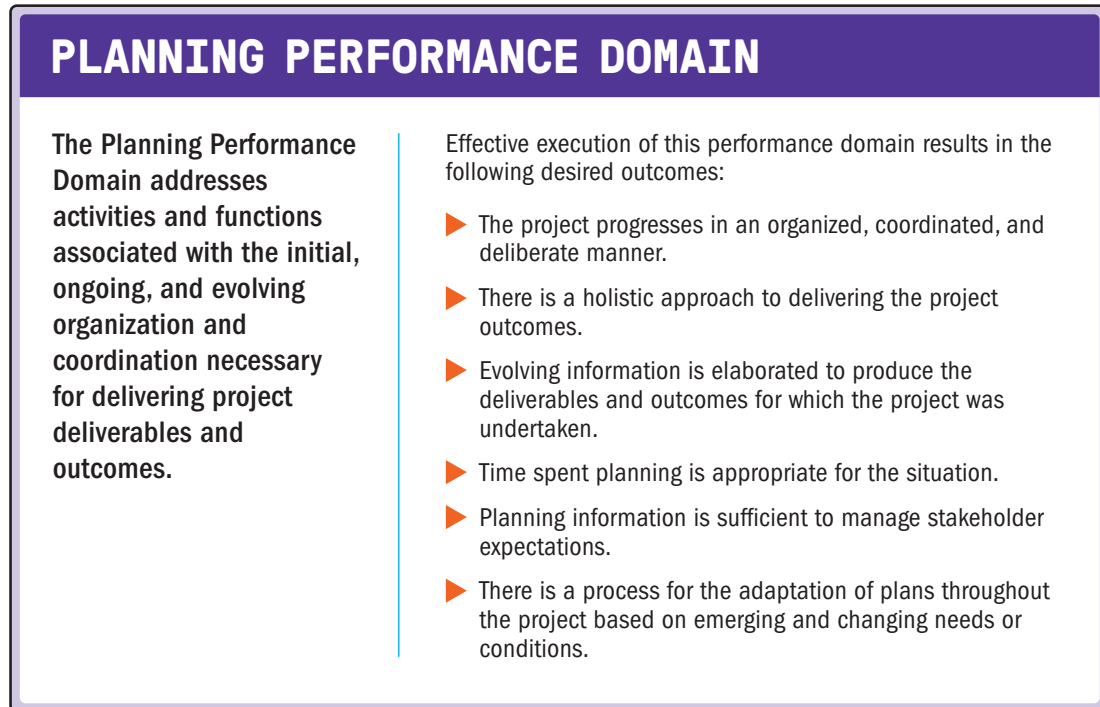 PLANNING PERFORMANCE DOMAIN
The Planning Performance
Domain addresses
activities and functions
associated with the initial,
ongoing, and evolving
organization and
coordination necessary
for delivering project
deliverables and
outcomes.
Effective execution of this performance domain results in the
following desired outcomes:
The project progresses in an organized, coordinated, and
deliberate manner.
There is a holistic approach to delivering the project
outcomes.
Evolving information is elaborated to produce the
deliverables and outcomes for which the project was
undertaken.
Time spent planning is appropriate for the situation.
Planning information is sufficient to manage stakeholder
expectations.
There is a process for the adaptation of plans throughout
the project based on emerging and changing needs or
conditions.